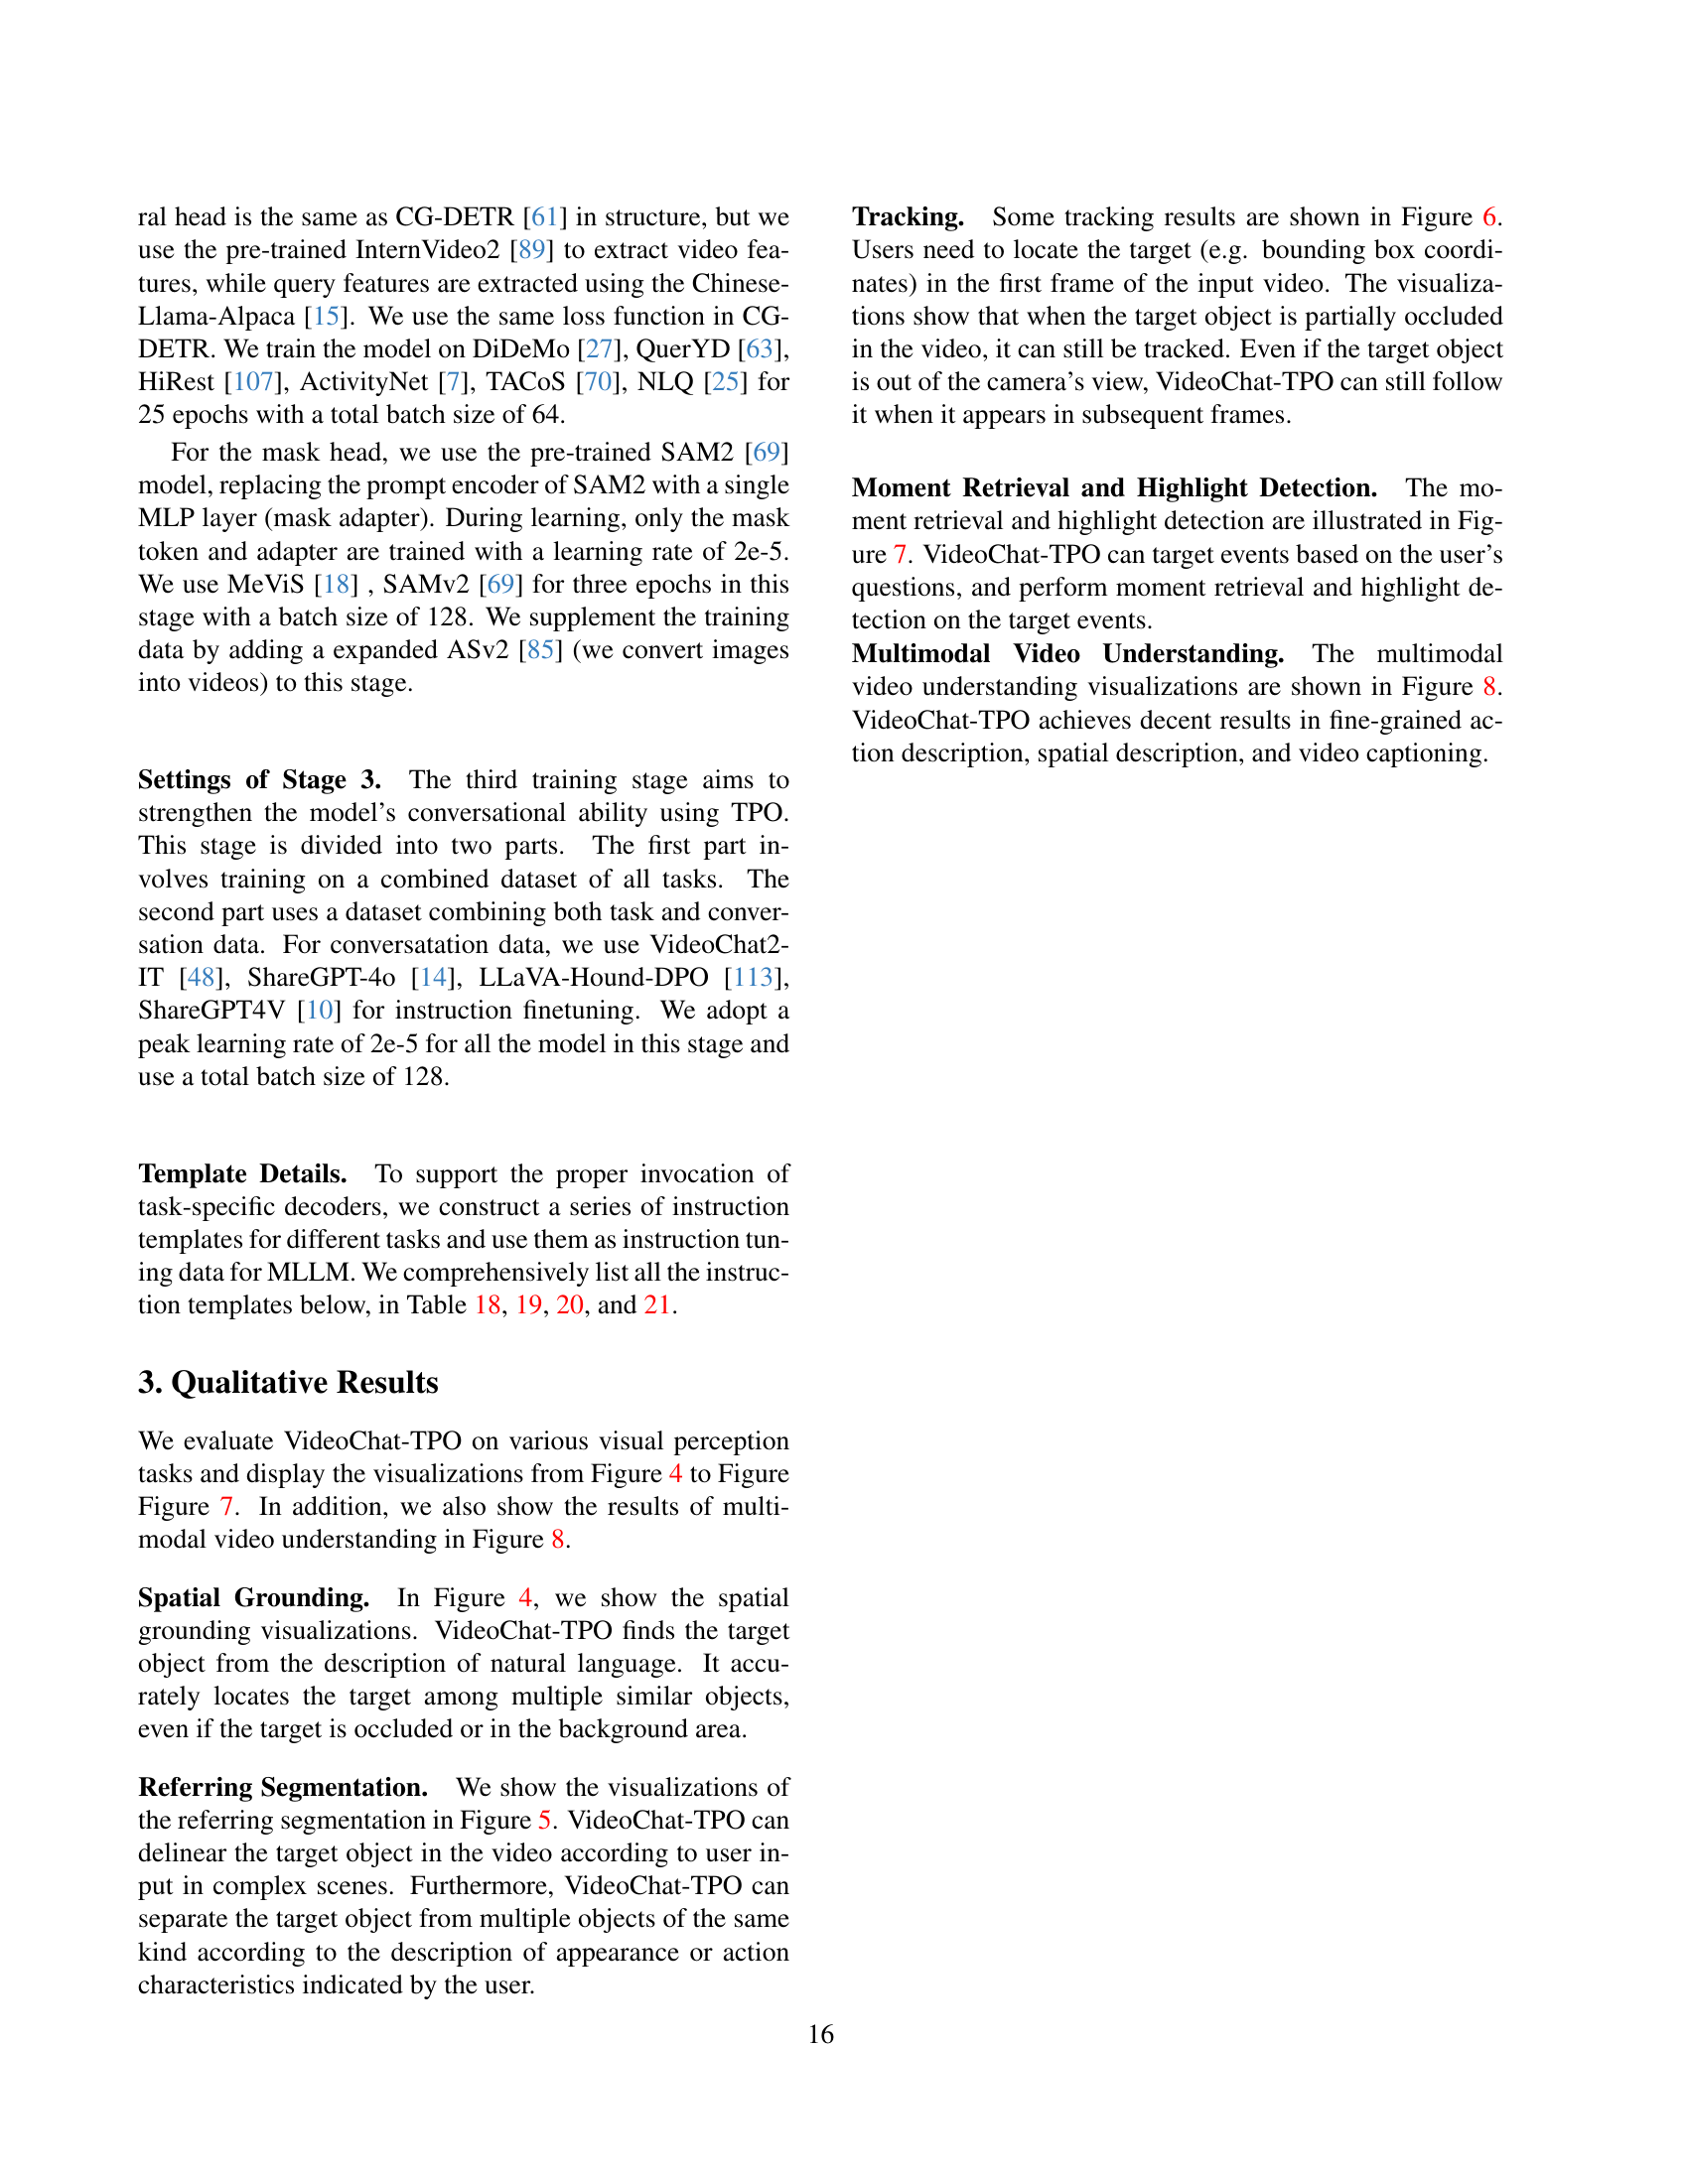 ral head is the same as CG-DETR [61] in structure, but we
use the pre-trained InternVideo2 [89] to extract video fea-
tures, while query features are extracted using the Chinese-
Llama-Alpaca [15]. We use the same loss function in CG-
DETR. We train the model on DiDeMo [27], QuerYD [63],
HiRest [107], ActivityNet [7], TACoS [70], NLQ [25] for
25 epochs with a total batch size of 64.
For the mask head, we use the pre-trained SAM2 [69]
model, replacing the prompt encoder of SAM2 with a single
MLP layer (mask adapter). During learning, only the mask
token and adapter are trained with a learning rate of 2e-5.
We use MeViS [18] , SAMv2 [69] for three epochs in this
stage with a batch size of 128. We supplement the training
data by adding a expanded ASv2 [85] (we convert images
into videos) to this stage.
Settings of Stage 3. The third training stage aims to
strengthen the model's conversational ability using TPO.
This stage is divided into two parts. The first part in-
volves training on a combined dataset of all tasks. The
second part uses a dataset combining both task and conver-
sation data. For conversatation data, we use VideoChat2-
IT [48], ShareGPT-4o [14], LLaVA-Hound-DPO [113],
ShareGPT4V [10] for instruction finetuning. We adopt a
peak learning rate of 2e-5 for all the model in this stage and
use a total batch size of 128.
Template Details. To support the proper invocation of
task-specific decoders, we construct a series of instruction
templates for different tasks and use them as instruction tun-
ing data for MLLM. We comprehensively list all the instruc-
tion templates below, in Table 18, 19, 20, and 21.
3. Qualitative Results
We evaluate VideoChat-TPO on various visual perception
tasks and display the visualizations from Figure 4 to Figure
Figure 7. In addition, we also show the results of multi-
modal video understanding in Figure 8.
Spatial Grounding. In Figure 4, we show the spatial
grounding visualizations. VideoChat-TPO finds the target
object from the description of natural language. It accu-
rately locates the target among multiple similar objects,
even if the target is occluded or in the background area.
Referring Segmentation. We show the visualizations of
the referring segmentation in Figure 5. VideoChat-TPO can
delinear the target object in the video according to user in-
put in complex scenes. Furthermore, VideoChat-TPO can
separate the target object from multiple objects of the same
kind according to the description of appearance or action
characteristics indicated by the user.
Tracking. Some tracking results are shown in Figure 6.
Users need to locate the target (e.g. bounding box coordi-
nates) in the first frame of the input video. The visualiza-
tions show that when the target object is partially occluded
in the video, it can still be tracked. Even if the target object
is out of the camera's view, VideoChat-TPO can still follow
it when it appears in subsequent frames.
Moment Retrieval and Highlight Detection. The mo-
ment retrieval and highlight detection are illustrated in Fig-
ure 7. VideoChat-TPO can target events based on the user's
questions, and perform moment retrieval and highlight de-
tection on the target events.
Multimodal Video Understanding. The multimodal
video understanding visualizations are shown in Figure 8.
VideoChat-TPO achieves decent results in fine-grained ac-
tion description, spatial description, and video captioning.
16